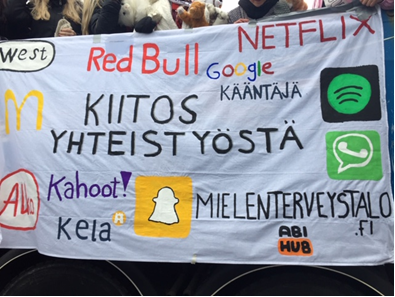 West
Red Bull
NETFLIX
Google
KÄÄNTÄJÄ
KIITOS
YHTEISTYÖSTÄ
Alko
Kahoot!
Kela
MIELENTERVEYSTALO
.FI
ABI
HUB